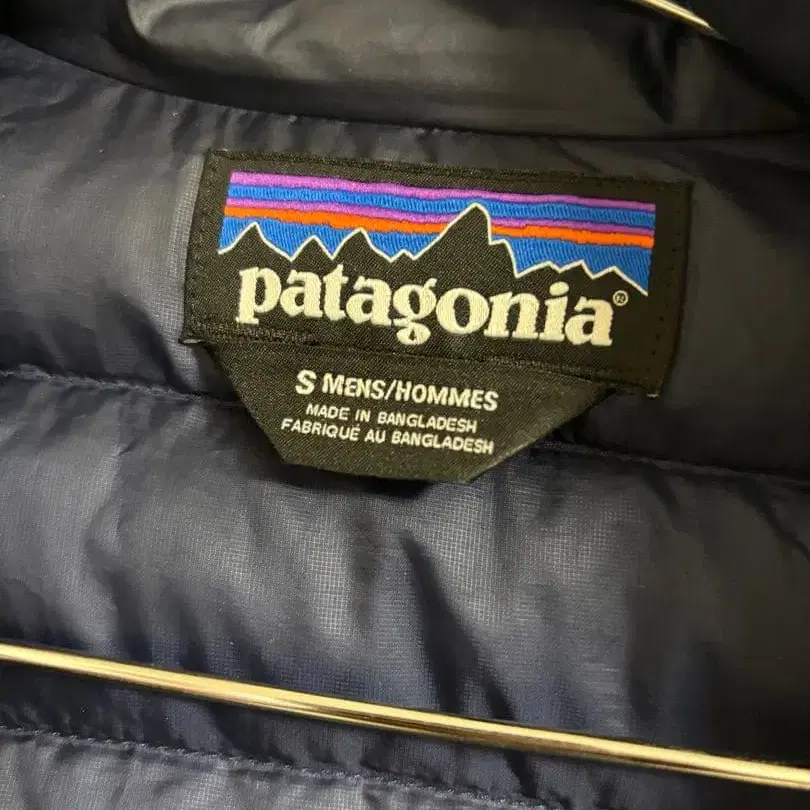 patagonia®
S MENS/HOMMES
MADE IN BANGLADESH
FABRIQUÉ AU BANGLADESH